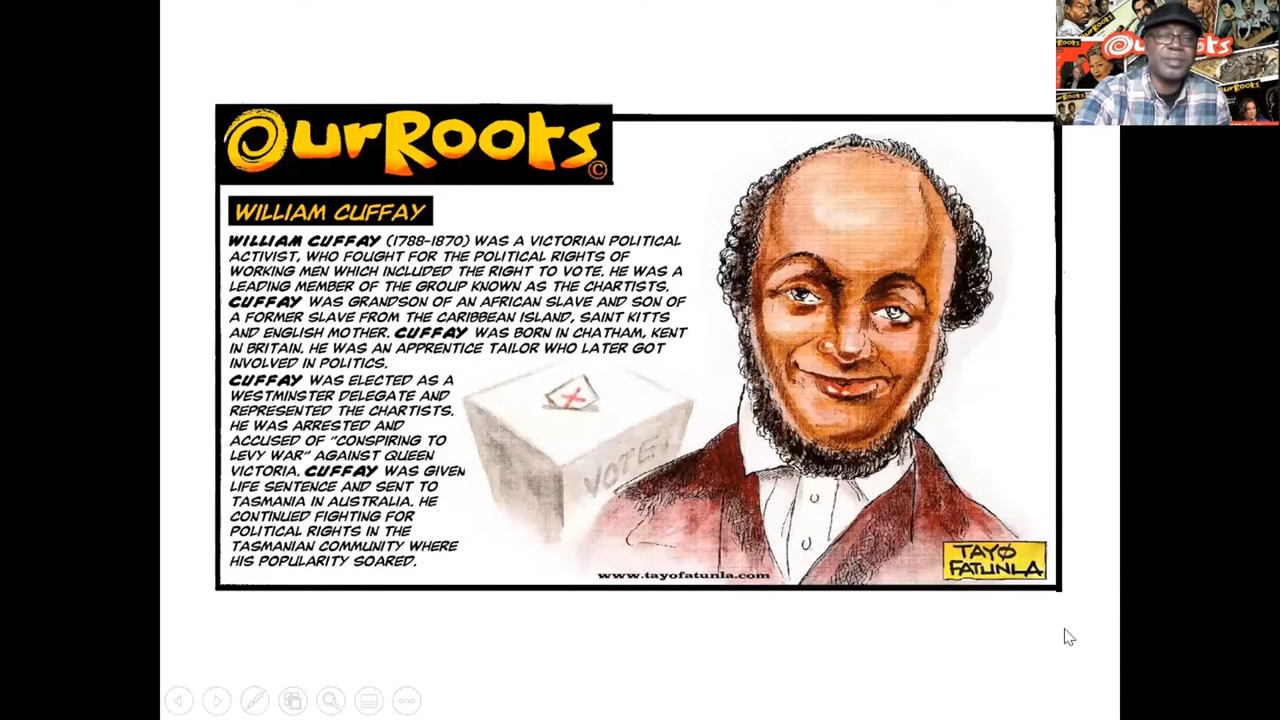 OurRoots
©
WILLIAM CUFFAY
WILLIAM CUFFAY (1788-1870) WAS A VICTORIAN POLITICAL
ACTIVIST, WHO FOUGHT FOR THE POLITICAL RIGHTS OF
WORKING MEN WHICH INCLUDED THE RIGHT TO VOTE. HE WAS A
LEADING MEMBER OF THE GROUP KNOWN AS THE CHARTISTS.
CUFFAY WAS GRANDSON OF AN AFRICAN SLAVE AND SON OF
A FORMER SLAVE FROM THE CARIBBEAN ISLAND, SAINT KITTS
AND ENGLISH MOTHER. CUFFAY WAS BORN IN CHATHAM, KENT
IN BRITAIN. HE WAS AN APPRENTICE TAILOR WHO LATER GOT
INVOLVED IN POLITICS.
CUFFAY WAS ELECTED AS A
WESTMINSTER DELEGATE AND
REPRESENTED THE CHARTISTS.
HE WAS ARRESTED AND
ACCUSED OF "CONSPIRING TO
LEVY WAR" AGAINST QUEEN
VICTORIA. CUFFAY WAS GIVEN
LIFE SENTENCE AND SENT TO
TASMANIA IN AUSTRALIA. HE
CONTINUED FIGHTING FOR
POLITICAL RIGHTS IN THE
TASMANIAN COMMUNITY WHERE
HIS POPULARITY SOARED.
VOTE
www.tayofatunla.com
TAYØ
FATUNLA
OurRoots